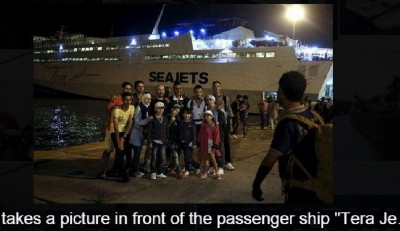 SEAJETS
takes a picture in front of the passenger ship "Tera Je.